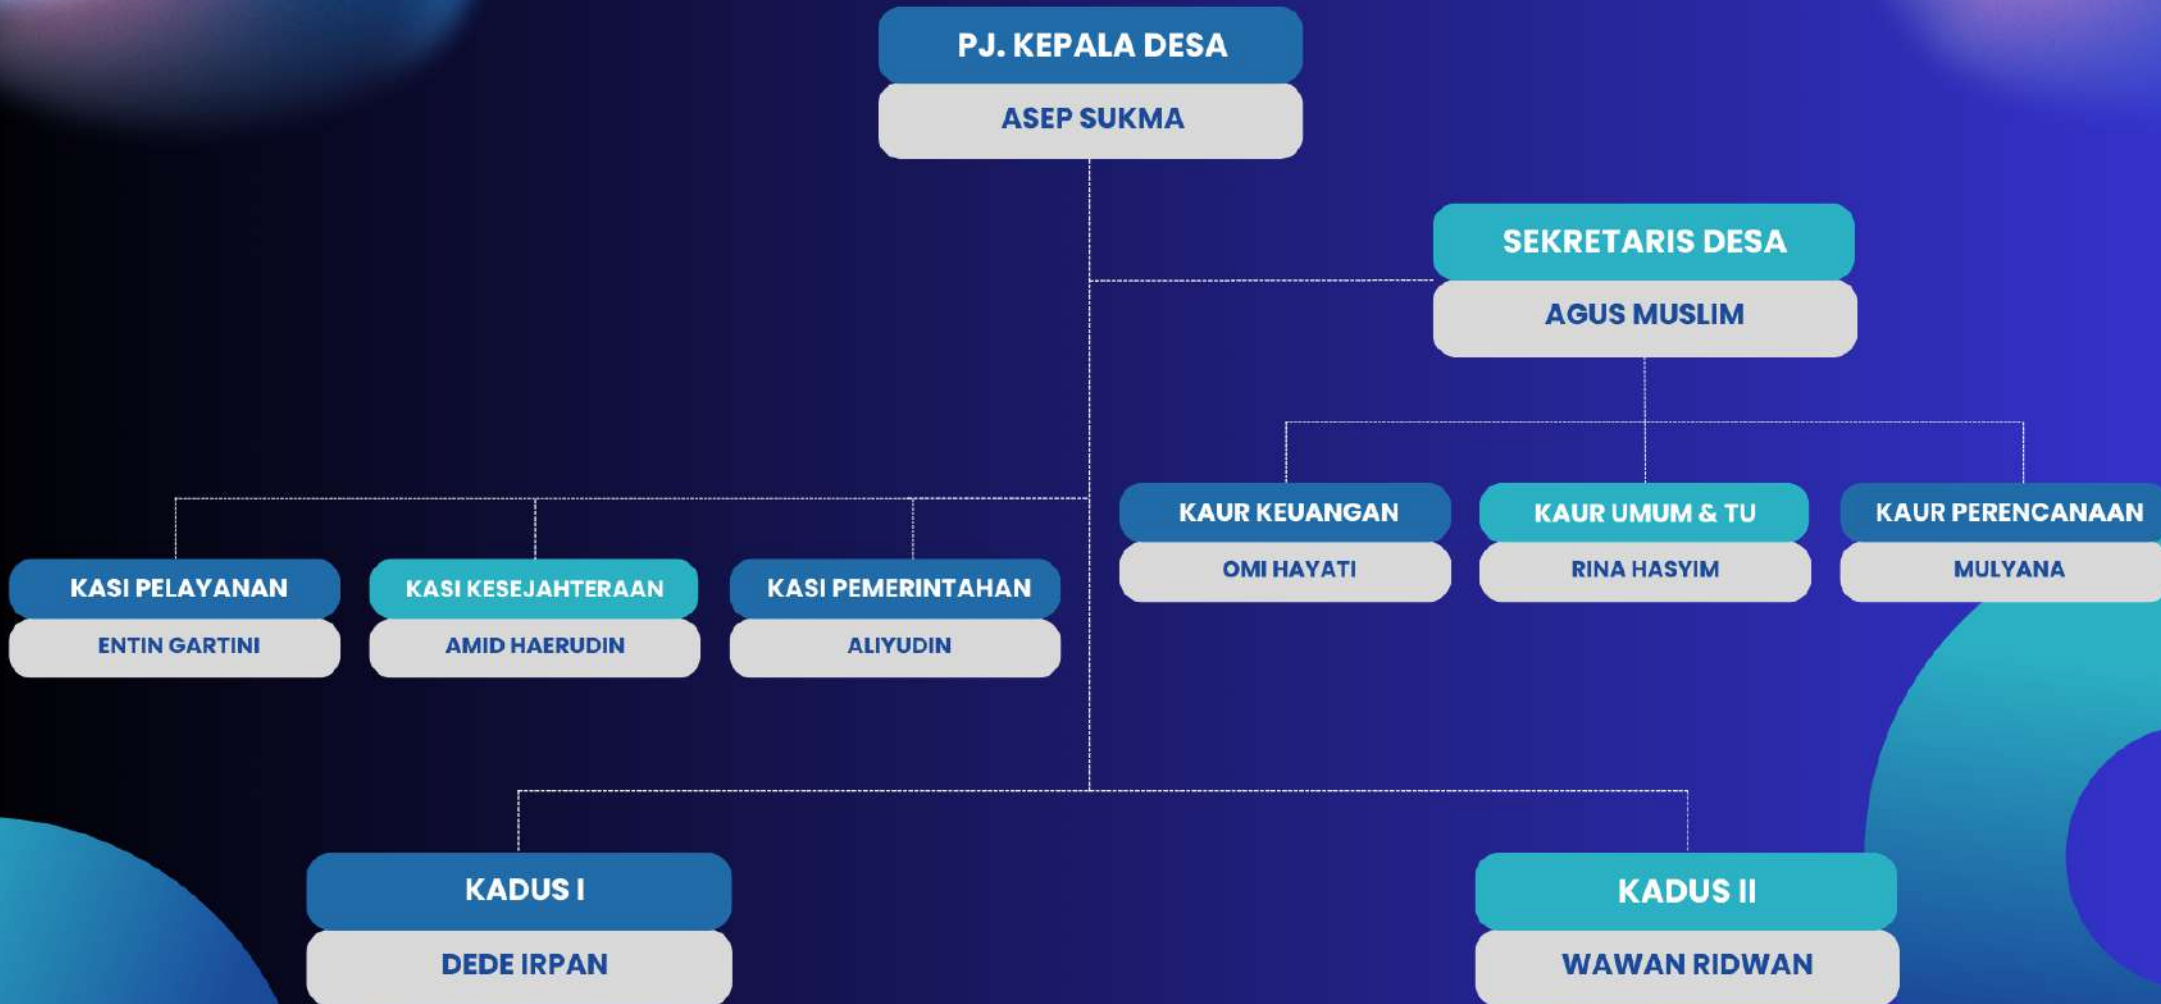 PJ. KEPALA DESA
ASEP SUKMA
SEKRETARIS DESA
AGUS MUSLIM
KAUR KEUANGAN
OMI HAYATI
KAUR UMUM & TU
RINA HASYIM
KAUR PERENCANAAN
MULYANA
KASI PELAYANAN
ENTIN GARTINI
KASI KESEJAHTERAAN
AMID HAERUDIN
KASI PEMERINTAHAN
ALIYUDIN
KADUS I
DEDE IRPAN
KADUS II
WAWAN RIDWAN